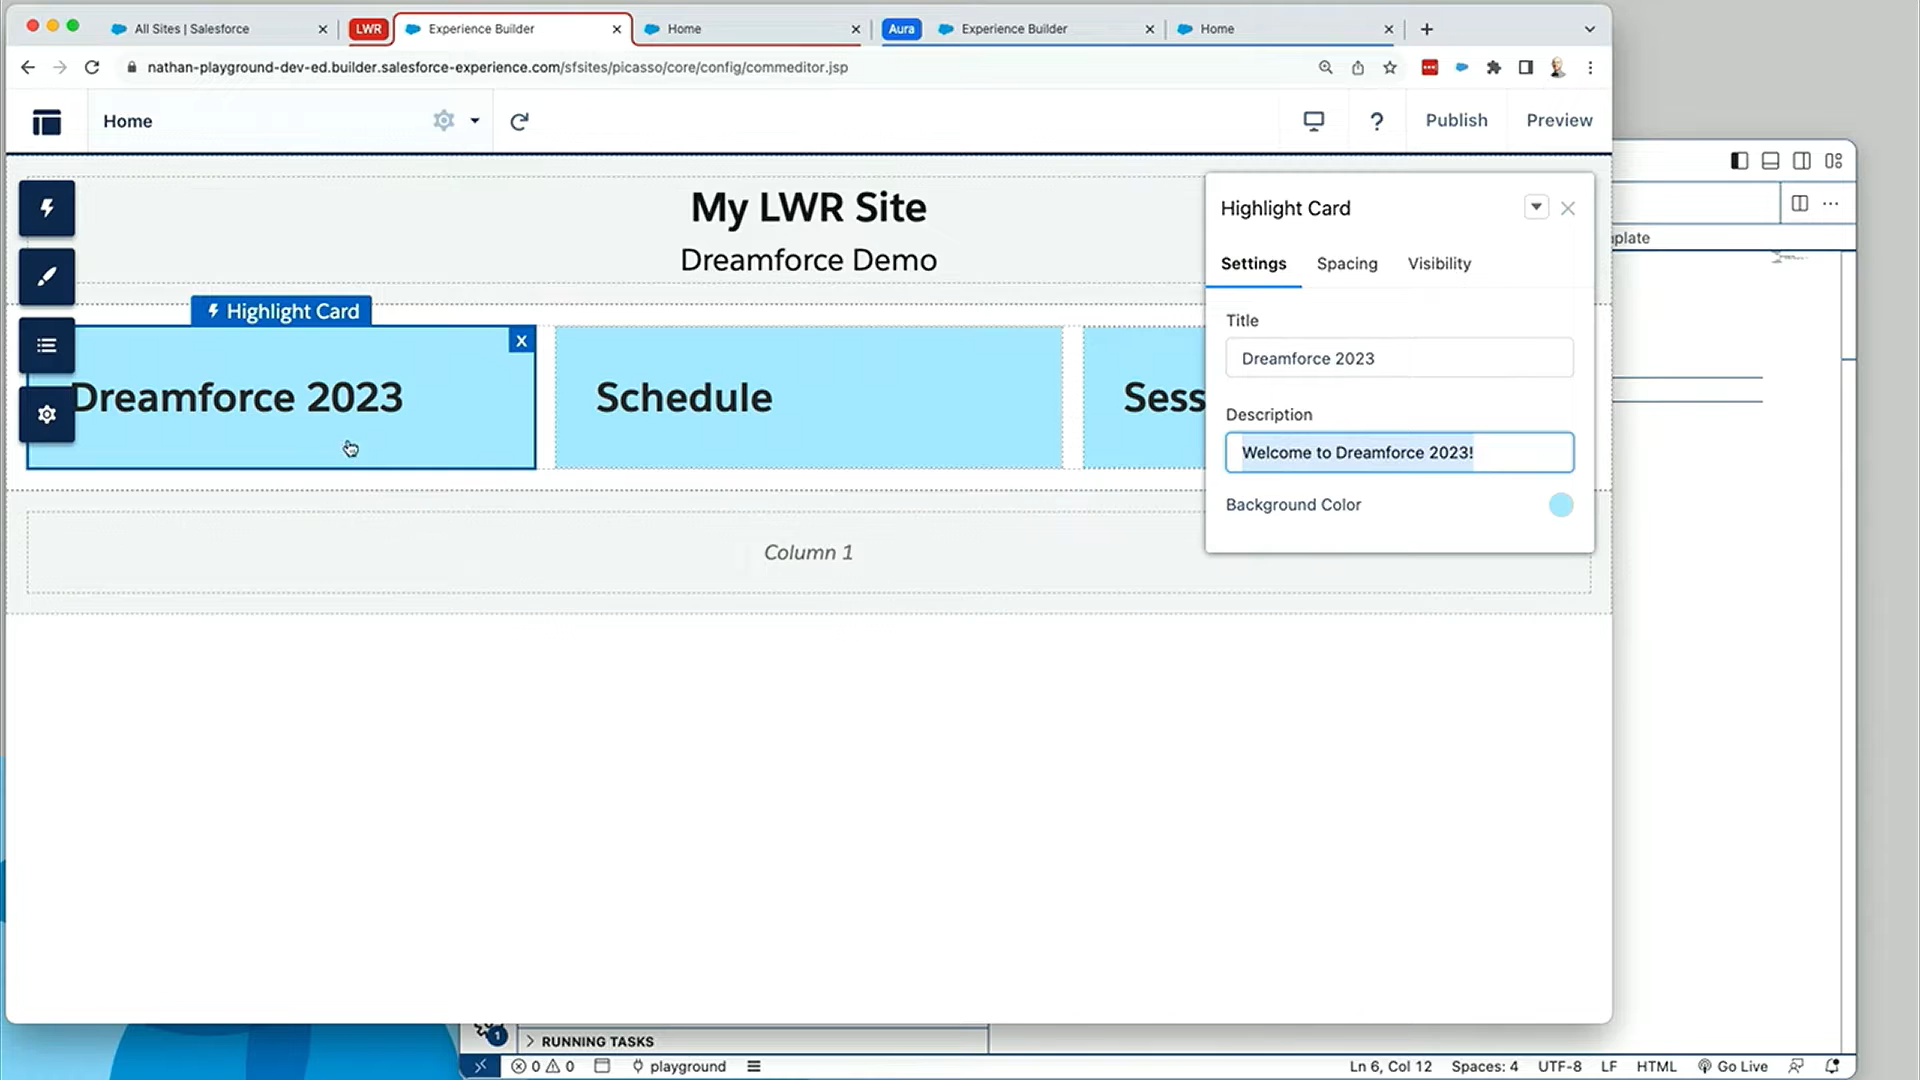 All Sites | Salesforce
LWR
Experience Builder
Home
Aura
Experience Builder
Home
nathan-playground-dev-ed.builder.salesforce-experience.com/sfsites/picasso/core/config/commeditor.jsp
Home
?
Publish
Preview
My LWR Site
Dreamforce Demo
Highlight Card
X
Dreamforce 2023
Schedule
Sess
Highlight Card
Settings
Spacing
Visibility
Title
Dreamforce 2023
Description
Welcome to Dreamforce 2023!
Background Color
Column 1
plate
1
RUNNING TASKS
0 0
playground
Ln 6, Col 12
Spaces: 4
UTF-8
LF
HTML
Go Live